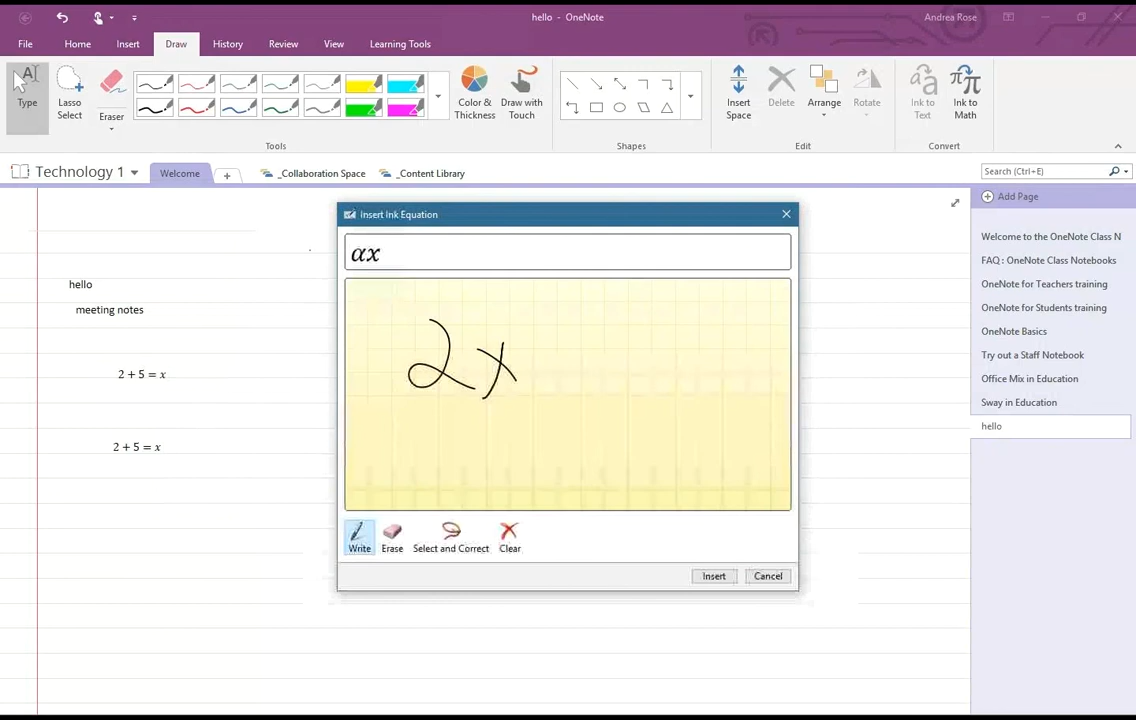 hello - OneNote
Andrea Rose
File Home Insert Draw History Review View Learning Tools
Type
Lasso Select
Eraser
Color & Thickness
Draw with Touch
Insert Space
Delete
Arrange
Rotate
Ink to Text
Ink to Math
Tools Shapes Edit Convert
Technology 1 Welcome _Collaboration Space _Content Library
Search (Ctrl+E)
Add Page
Welcome to the OneNote Class N
FAQ : OneNote Class Notebooks
OneNote for Teachers training
OneNote for Students training
OneNote Basics
Try out a Staff Notebook
Office Mix in Education
Sway in Education
hello
hello
meeting notes
2 + 5 = x
2 + 5 = x
Insert Ink Equation
αx
2x
Write Erase Select and Correct Clear
Insert Cancel